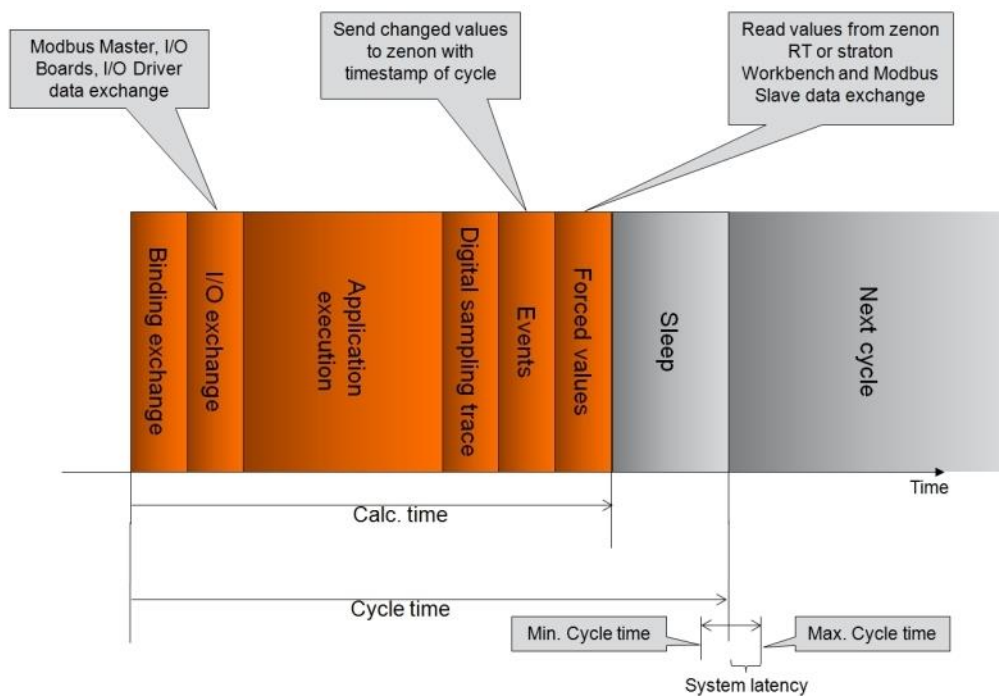 Modbus Master, I/O
Boards, I/O Driver
data exchange
Send changed values
to zenon with
timestamp of cycle
Read values from zenon
RT or straton
Workbench and Modbus
Slave data exchange
Binding exchange
I/O exchange
Application
execution
Digital sampling trace
Events
Forced values
Sleep
Next cycle
Time
Calc. time
Cycle time
Min. Cycle time
Max. Cycle time
System latency